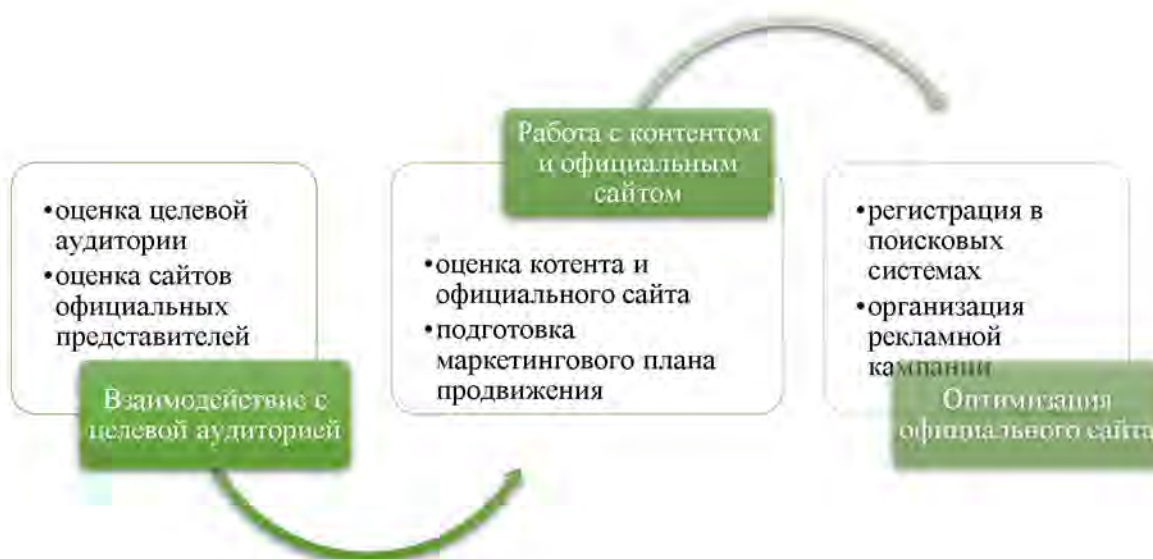 •оценка целевой
аудитории
•оценка сайтов
официальных
представителей
Взаимодействие с
целевой аудиторией
Работа с контентом
и официальным
сайтом
•оценка котента и
официального сайта
•подготовка
маркетингового плана
продвижения
•регистрация в
поисковых
системах
•организация
рекламной
кампании
Оптимизация
официального сайта